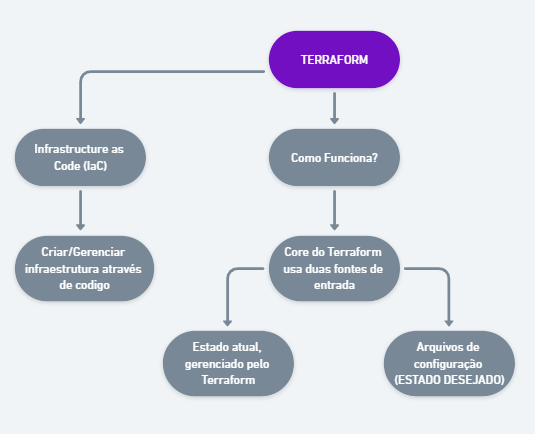 TERRAFORM
Infrastructure as
Code (IaC)
Como Funciona?
Criar/Gerenciar
infraestrutura através
de codigo
Core do Terraform
usa duas fontes de
entrada
Estado atual,
gerenciado pelo
Terraform
Arquivos de
configuração
(ESTADO DESEJADO)